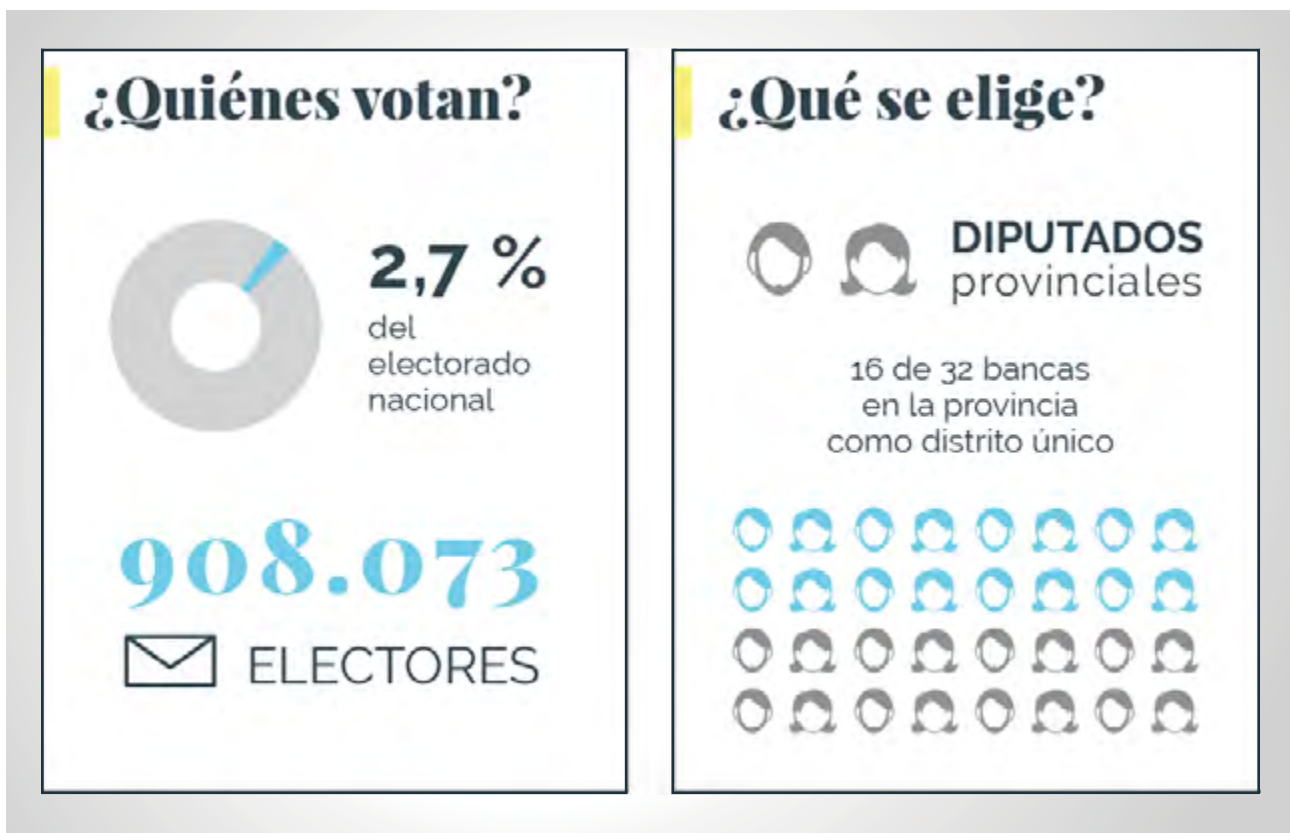 ¿Quiénes votan?
2,7 %
del
electorado
nacional
908.073
ELECTORES
¿Qué se elige?
DIPUTADOS
provinciales
16 de 32 bancas
en la provincia
como distrito único